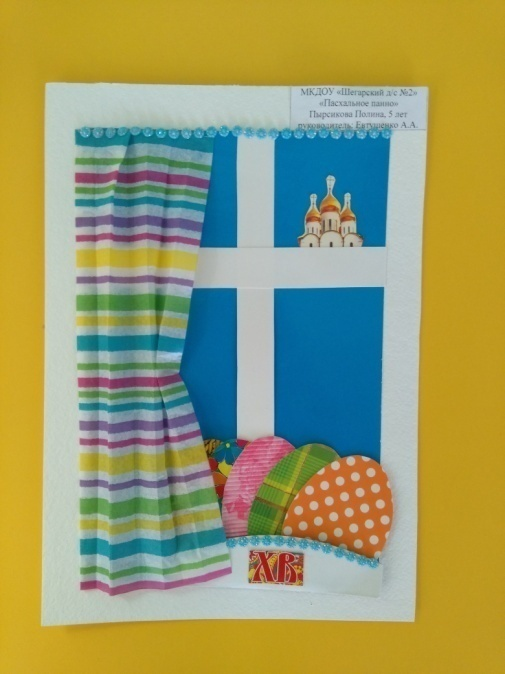 МКДОУ «Шегарский д/с №2»
«Пасхальное панно»
Пырсикова Полина, 5 лет
руководитель: Евтушенко А.А.
ХВ